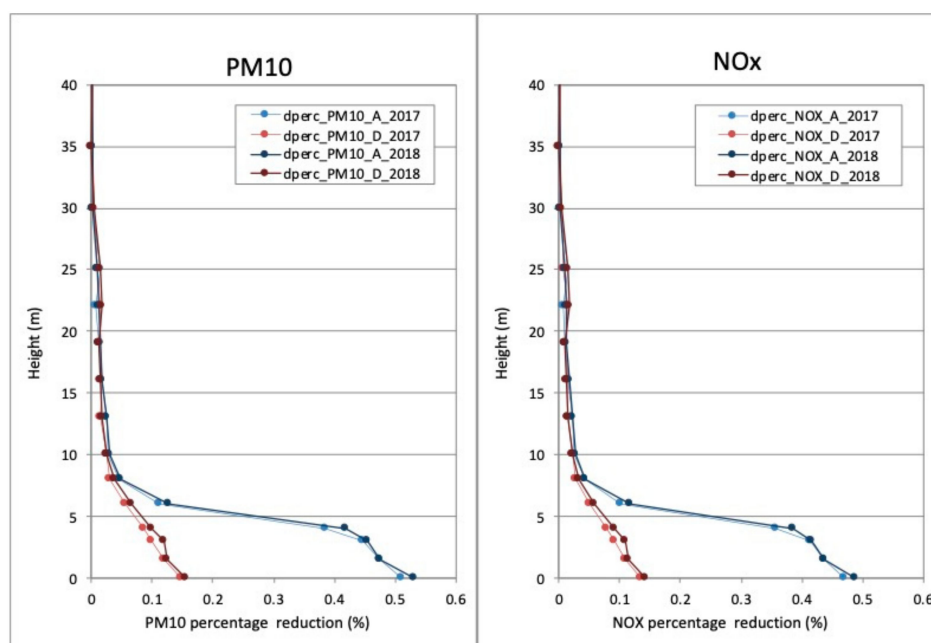 PM10
40
35
30
25
20
15
10
5
0
Height (m)
dperc_PM10_A_2017
dperc_PM10_D_2017
dperc_PM10_A_2018
dperc_PM10_D_2018
0 0.1 0.2 0.3 0.4 0.5 0.6
PM10 percentage reduction (%)
NOx
40
35
30
25
20
15
10
5
0
Height (m)
dperc_NOX_A_2017
dperc_NOX_D_2017
dperc_NOX_A_2018
dperc_NOX_D_2018
0 0.1 0.2 0.3 0.4 0.5 0.6
NOX percentage reduction (%)